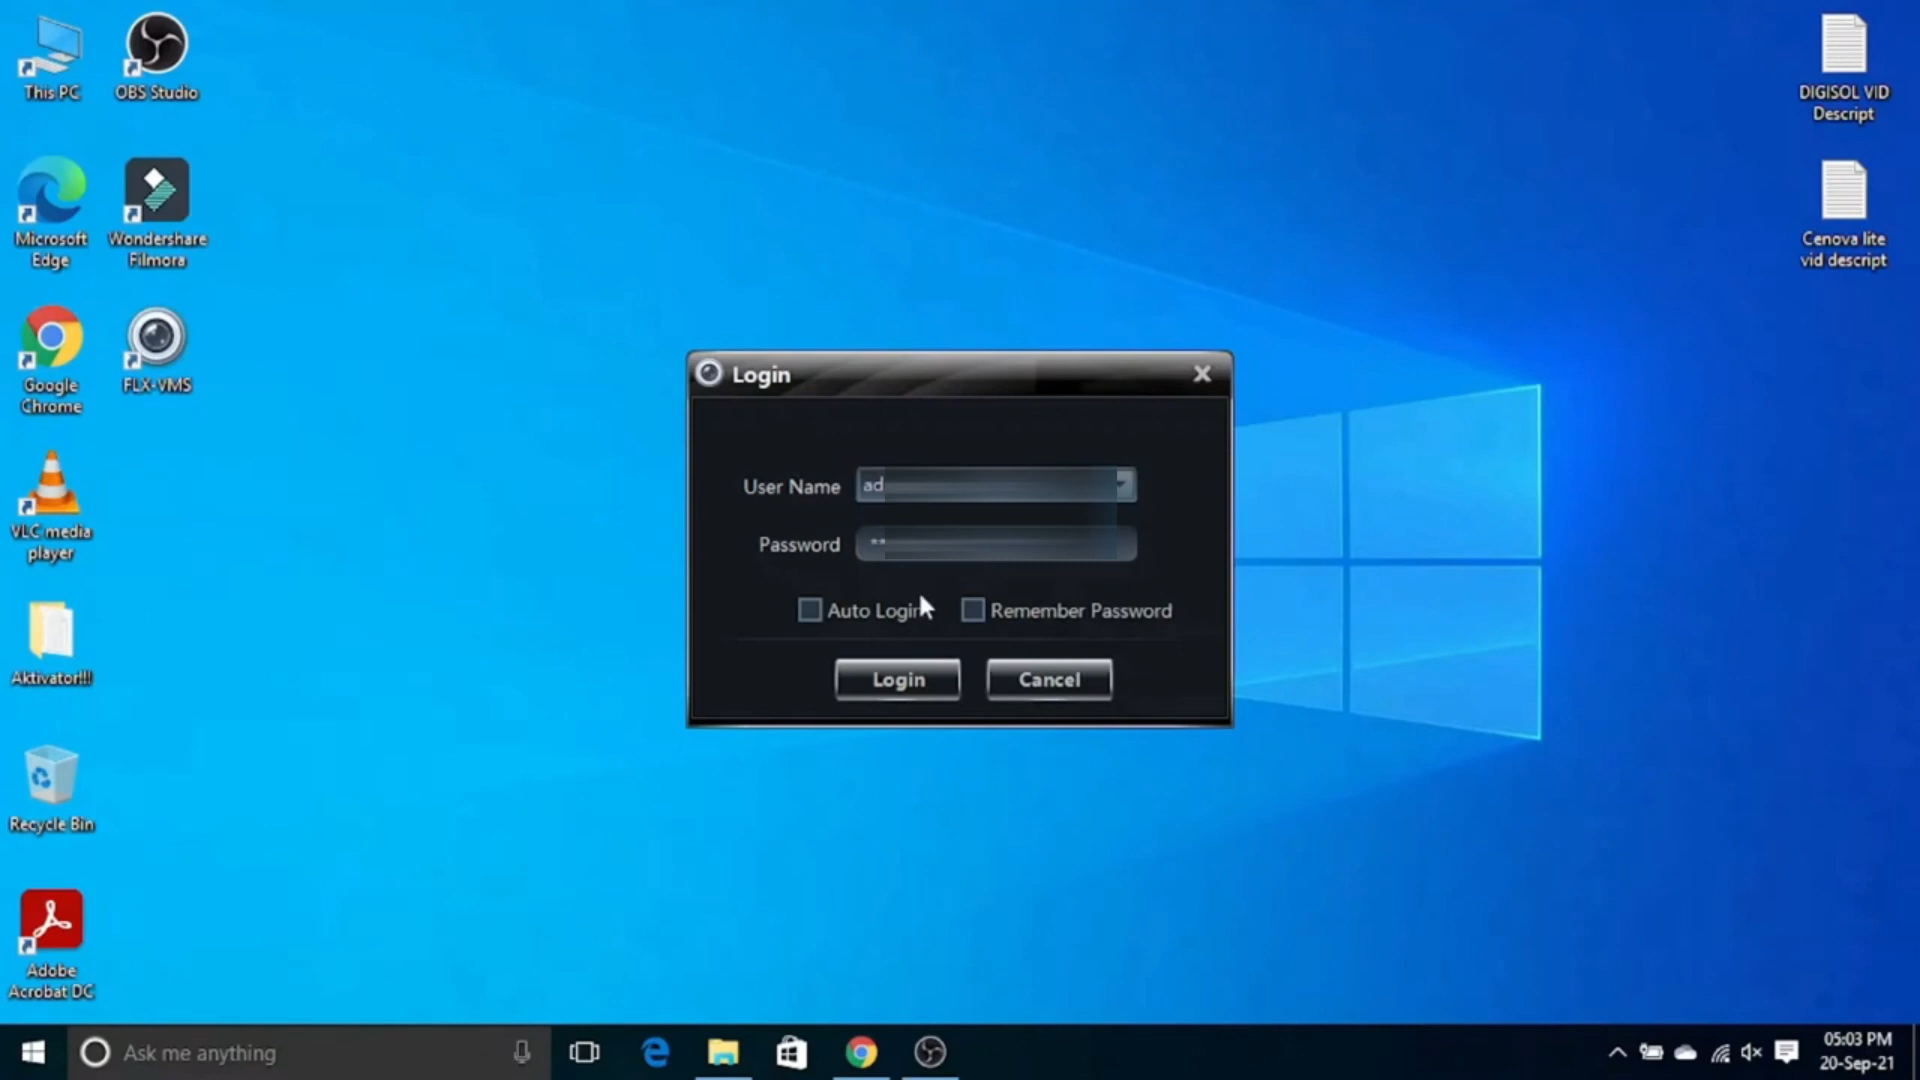 This PC
OBS Studio
Microsoft
Edge
Wondershare
Filmora
Google
Chrome
FLX-VMS
VLC media
player
Aktivator!!!
Recycle Bin
Adobe
Acrobat DC
DIGISOL VID
Descript
Cenova lite
vid descript
Login
User Name
ad
Password
**
Auto Login
Remember Password
Login
Cancel
Ask me anything
05:03 PM
20-Sep-21